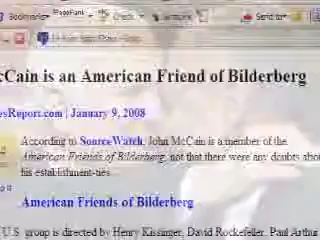 Bookmarks PageRank Check Send to
cCain is an American Friend of Bilderberg
esReport.com | January 9, 2008
According to SourceWatch, John McCain is a member of the
American Friends of Bilderberg, not that there were any doubts abou
his establishment-ties.
American Friends of Bilderberg
U.S. group is directed by Henry Kissinger, David Rockefeller, Paul Arthur